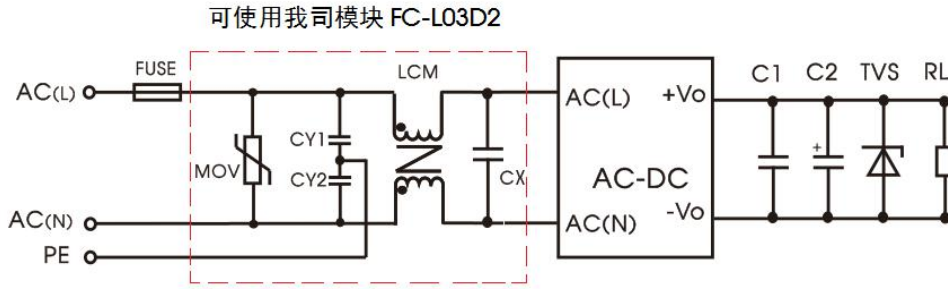 可使用我司模块 FC-L03D2
FUSE
LCM
C1 C2 TVS RL
AC(L)
AC(L) +Vo
CY1
MOV
CY2
CX
AC-DC
+
AC(N)
AC(N) -Vo
PE